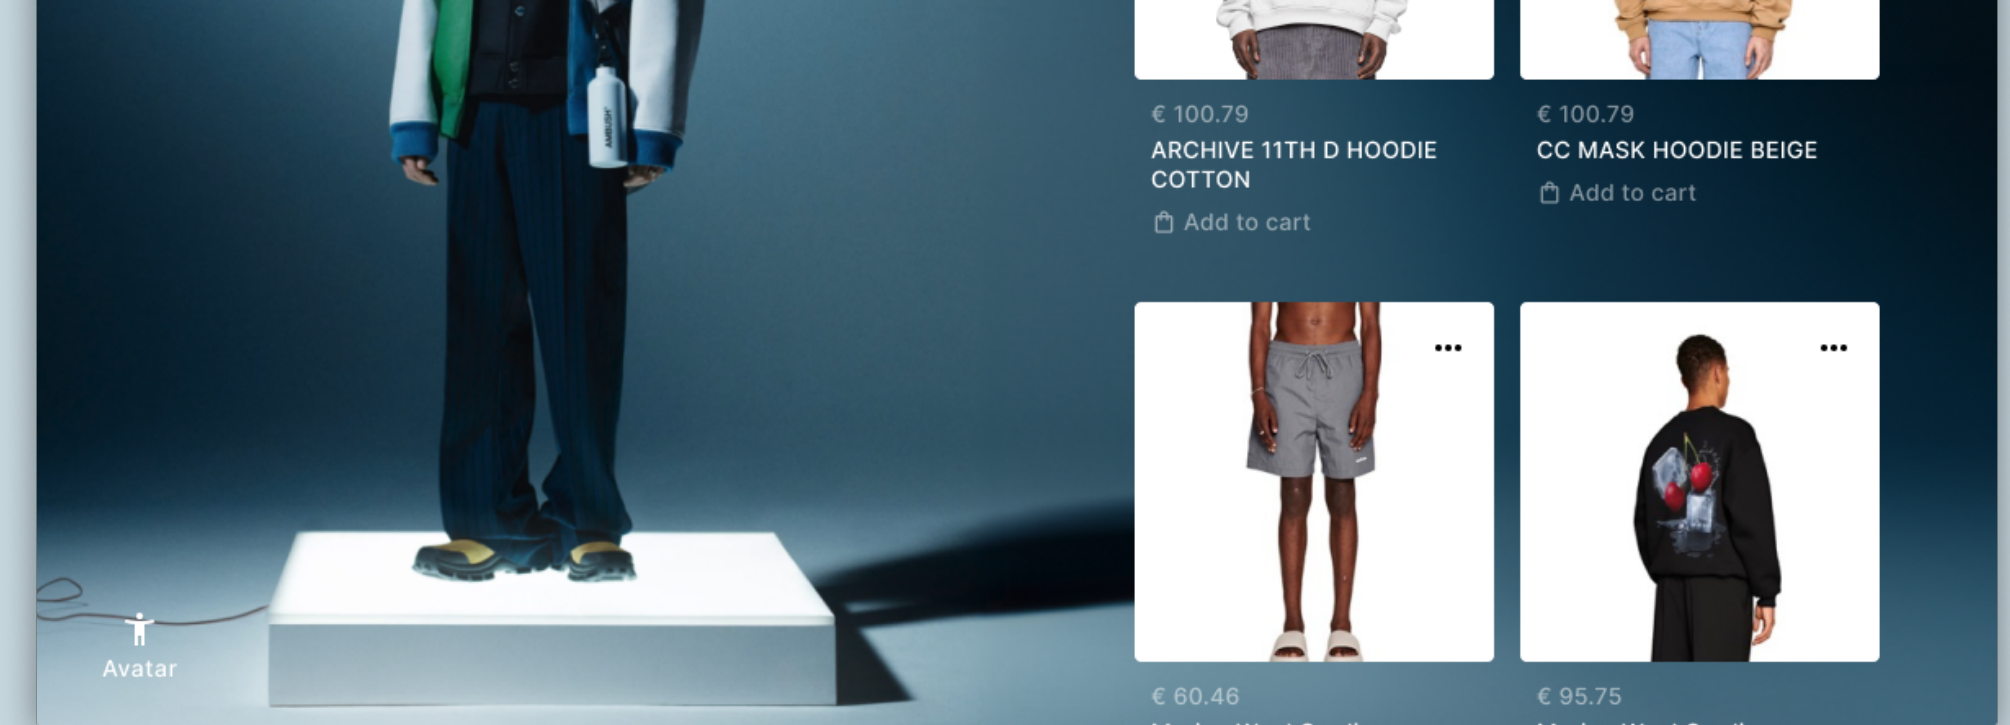 AMBUSH
€ 100.79
ARCHIVE 11TH D HOODIE
COTTON
Add to cart
€ 100.79
CC MASK HOODIE BEIGE
Add to cart
Avatar
€ 60.46
€ 95.75